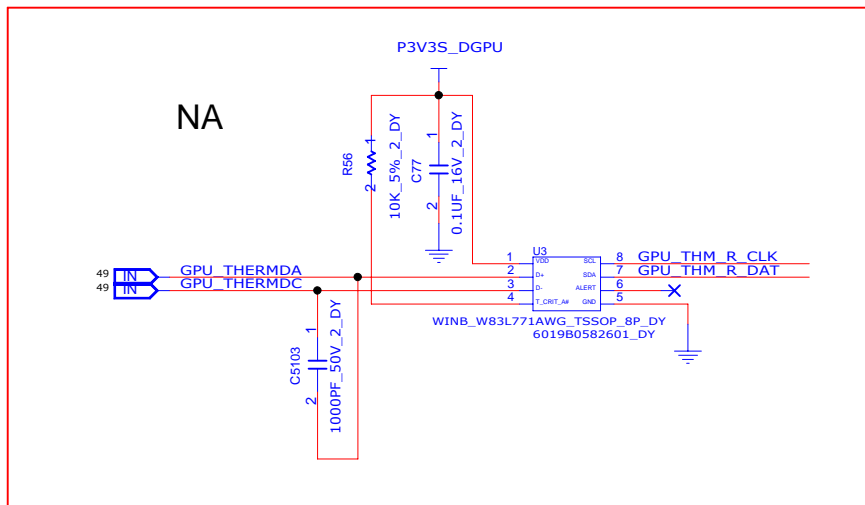 P3V3S_DGPU
NA
R56
1
2
10K_5%_2_DY
C77
1
2
0.1UF_16V_2_DY
U3
1 VDD SCL 8 GPU_THM_R_CLK
49 IN GPU_THERMDA 2 D+ SDA 7 GPU_THM_R_DAT
49 IN GPU_THERMDC 3 D- ALERT 6
4 T_CRIT_A# GND 5
WINB_W83L771AWG_TSSOP_8P_DY
6019B0582601_DY
C5103
1
2
1000PF_50V_2_DY